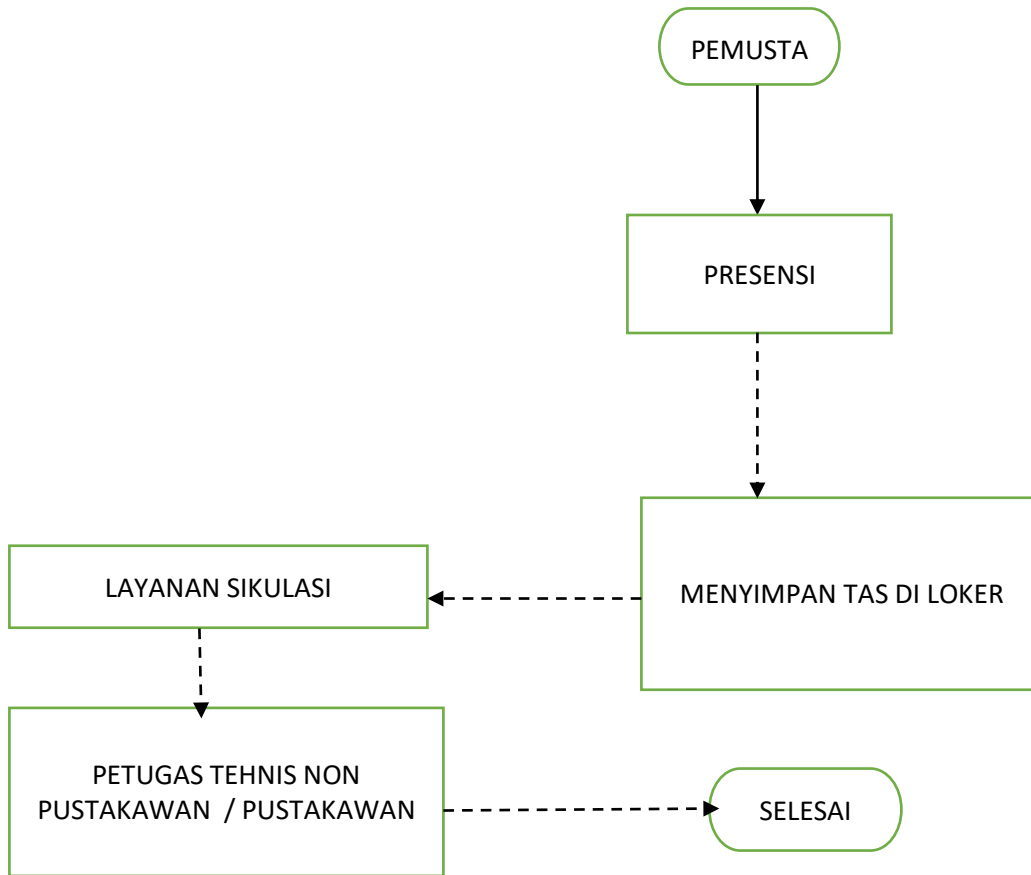 PEMUSTA
PRESENSI
MENYIMPAN TAS DI LOKER
LAYANAN SIKULASI
PETUGAS TEHNIS NON
PUSTAKAWAN / PUSTAKAWAN
SELESAI